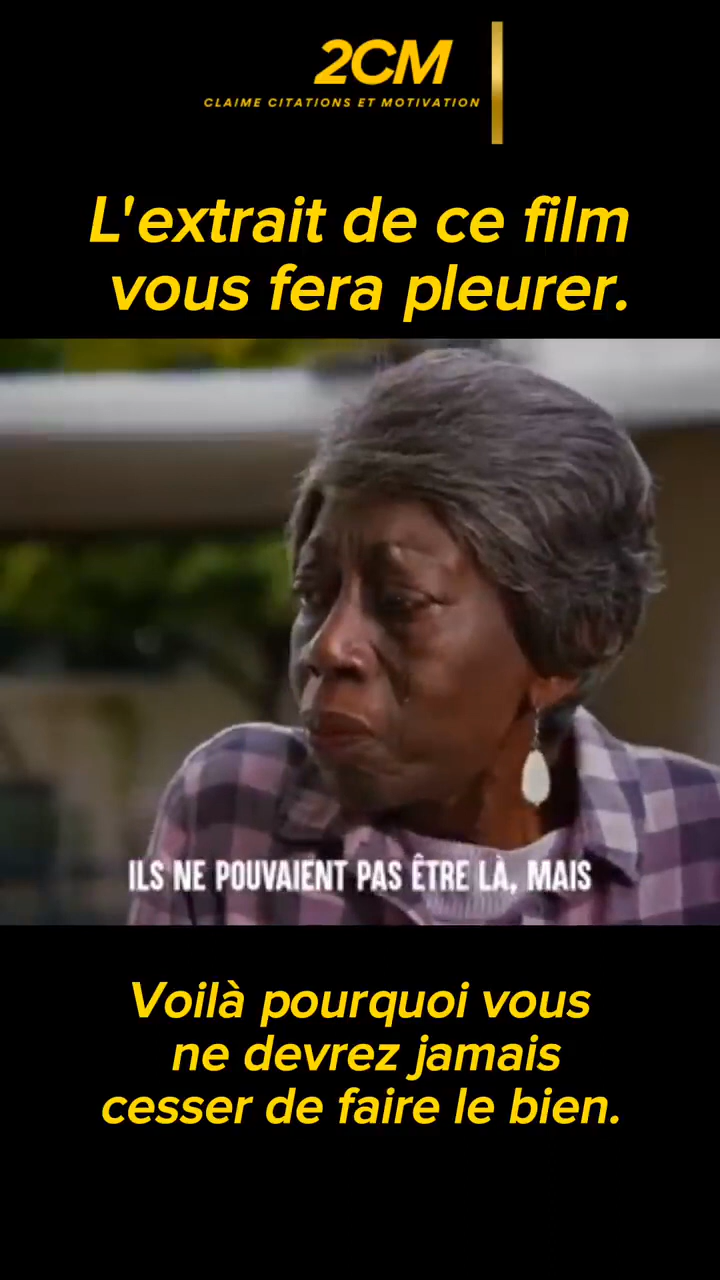 2CM
CLAIME CITATIONS ET MOTIVATION
L'extrait de ce film
vous fera pleurer.
ILS NE POUVAIENT PAS ÊTRE LÀ, MAIS
Voilà pourquoi vous
ne devrez jamais
cesser de faire le bien.